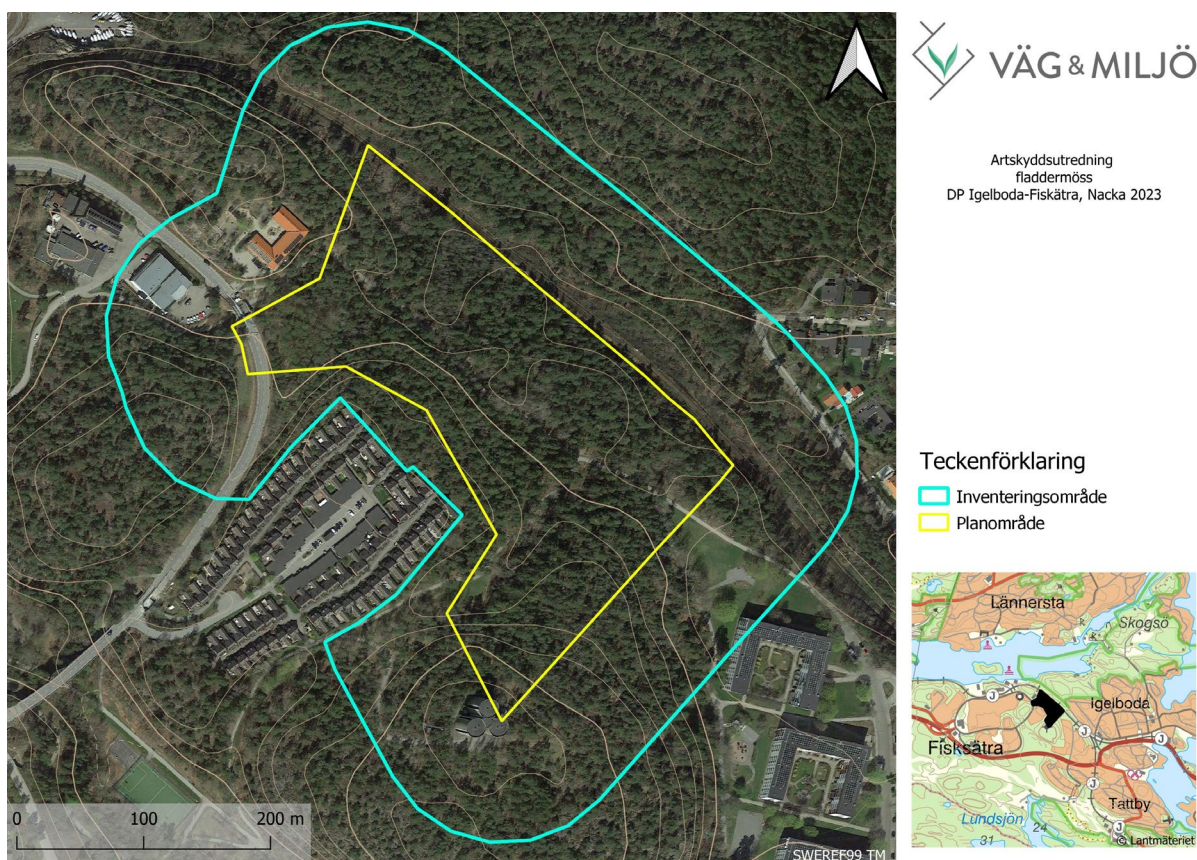 VÄG & MILJÖ
Artskyddsutredning
fladdermöss
DP Igelboda-Fiskätra, Nacka 2023
Teckenförklaring
Inventeringsområde
Planområde
0 100 200 m
SWEREF99 TM
Lännersta
Skogsö
J
Igelboda
J
J
Fisksätra
J
Tattby
Lundsjön
31
24
J
© Lantmäteriet